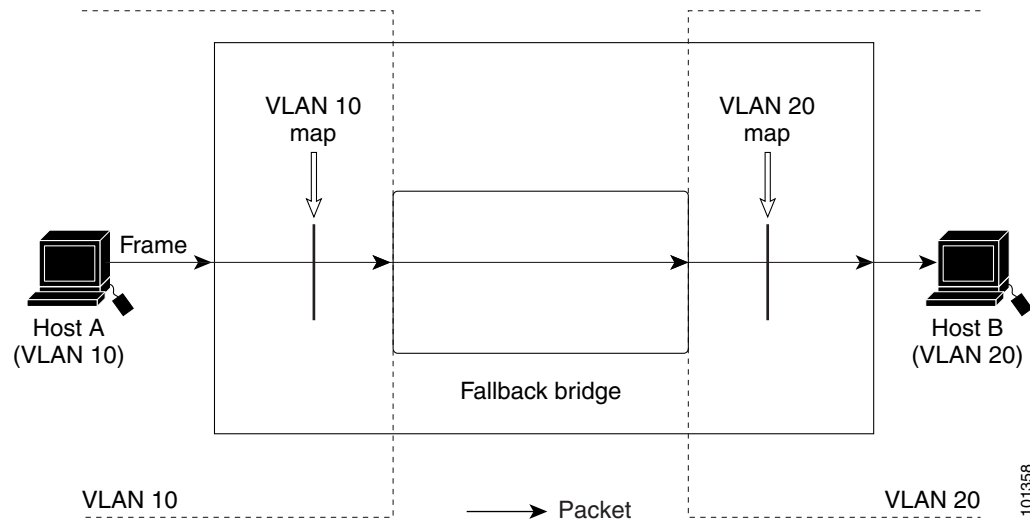 VLAN 10
map
VLAN 20
map
Frame
Host A
(VLAN 10)
Host B
(VLAN 20)
Fallback bridge
VLAN 10
Packet
VLAN 20
101358